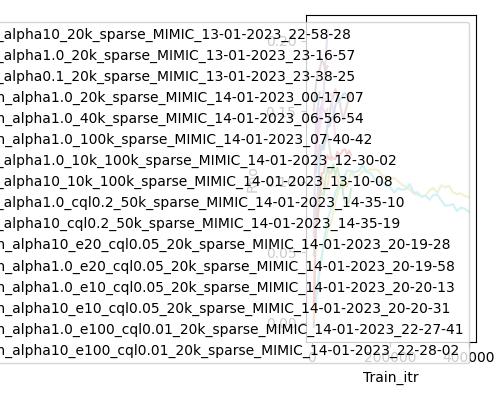 _alpha10_20k_sparse_MIMIC_13-01-2023_22-58-28
_alpha1.0_20k_sparse_MIMIC_13-01-2023_23-16-57
_alpha0.1_20k_sparse_MIMIC_13-01-2023_23-38-25
n_alpha1.0_20k_sparse_MIMIC_14-01-2023_00-17-07
n_alpha1.0_40k_sparse_MIMIC_14-01-2023_06-56-54
n_alpha1.0_100k_sparse_MIMIC_14-01-2023_07-40-42
_alpha1.0_10k_100k_sparse_MIMIC_14-01-2023_12-30-02
_alpha10_10k_100k_sparse_MIMIC_14-01-2023_13-10-08
_alpha1.0_cql0.2_50k_sparse_MIMIC_14-01-2023_14-35-10
_alpha10_cql0.2_50k_sparse_MIMIC_14-01-2023_14-35-19
n_alpha10_e20_cql0.05_20k_sparse_MIMIC_14-01-2023_20-19-28
n_alpha1.0_e20_cql0.05_20k_sparse_MIMIC_14-01-2023_20-19-58
n_alpha1.0_e10_cql0.05_20k_sparse_MIMIC_14-01-2023_20-20-13
n_alpha10_e10_cql0.05_20k_sparse_MIMIC_14-01-2023_20-20-31
n_alpha1.0_e100_cql0.01_20k_sparse_MIMIC_14-01-2023_22-27-41
n_alpha10_e100_cql0.01_20k_sparse_MIMIC_14-01-2023_22-28-02
0 200000 400000
Train_itr